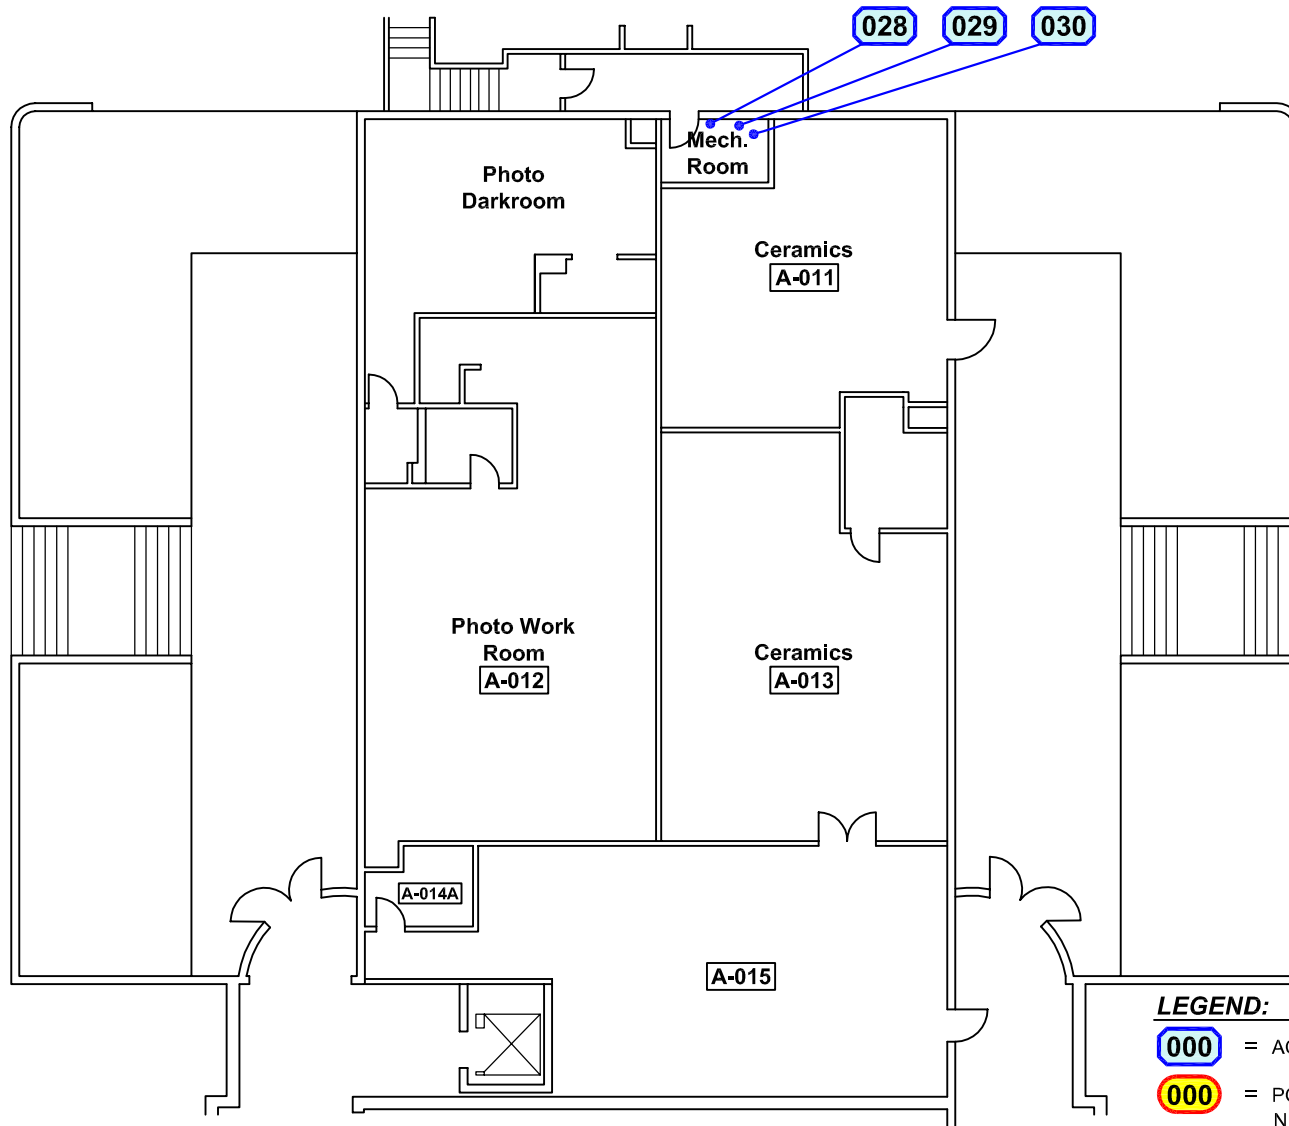 028 029 030
Mech.
Room
Photo
Darkroom
Ceramics
A-011
Photo Work
Room
A-012
Ceramics
A-013
A-014A
A-015
LEGEND:
000 =
000 =